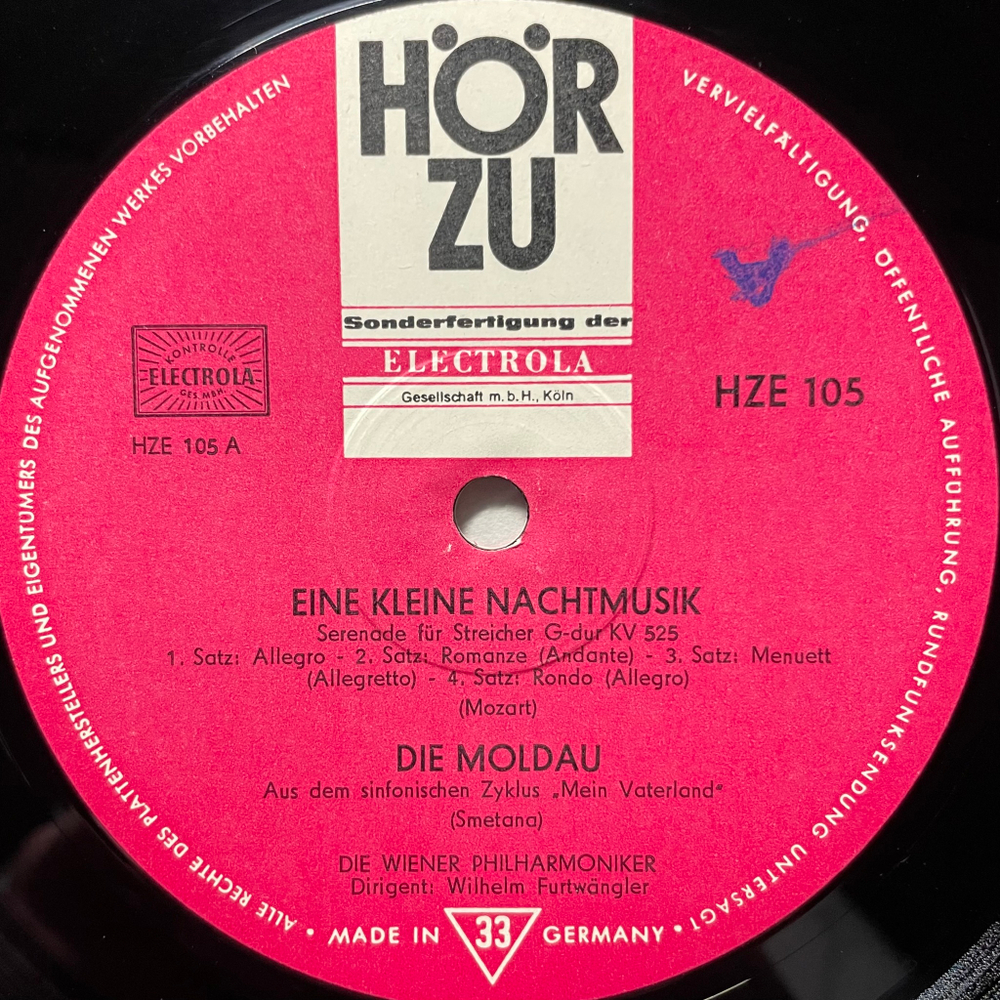 HÖR
ZU
Sonderfertigung der
ELECTROLA
Gesellschaft m.b.H., Köln
KONTROLLE
ELECTROLA
GES. MBH.
HZE 105 A
HZE 105
EINE KLEINE NACHTMUSIK
Serenade für Streicher G-dur KV 525
1. Satz: Allegro - 2. Satz: Romanze (Andante) - 3. Satz: Menuett
(Allegretto) - 4. Satz: Rondo (Allegro)
(Mozart)
DIE MOLDAU
Aus dem sinfonischen Zyklus „Mein Vaterland“
(Smetana)
DIE WIENER PHILHARMONIKER
Dirigent: Wilhelm Furtwängler
• ALLE RECHTE DES PLATTENHERSTELLERS UND EIGENTUMERS DES AUFGENOMMENEN WERKES VORBEHALTEN
VERVIELFÄLTIGUNG, ÖFFENTLICHE AUFFÜHRUNG, RUNDFUNKSENDUNG UNTERSAGT •
MADE IN 33 GERMANY